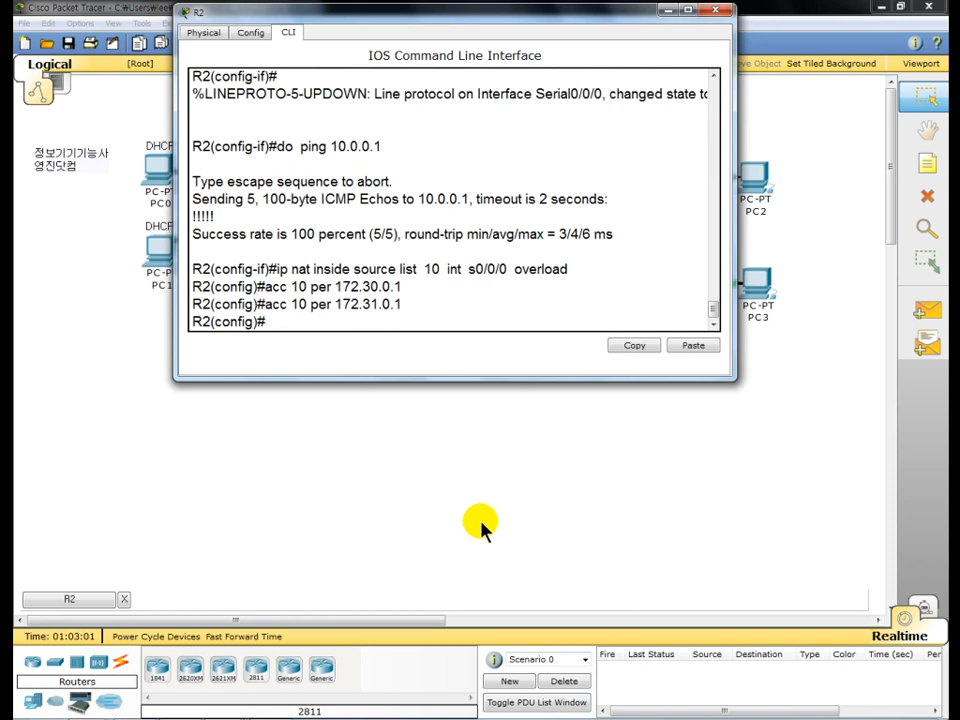 Cisco Packet Tracer - C:\Users\lee\
R2
File Edit Options View Tools
Physical Config CLI
IOS Command Line Interface
Logical
[Root]
Move Object Set Tiled Background Viewport
R2(config-if)#
%LINEPROTO-5-UPDOWN: Line protocol on Interface Serial0/0/0, changed state to
R2(config-if)#do  ping 10.0.0.1
Type escape sequence to abort.
Sending 5, 100-byte ICMP Echos to 10.0.0.1, timeout is 2 seconds:
!!!!!
Success rate is 100 percent (5/5), round-trip min/avg/max = 3/4/6 ms
R2(config-if)#ip nat inside source list  10  int  s0/0/0  overload
R2(config)#acc 10 per 172.30.0.1
R2(config)#acc 10 per 172.31.0.1
R2(config)#
Copy Paste
정보기기기능사
영진닷컴
DHCP
PC-PT
PC0
DHCP
PC-PT
PC1
PC-PT
PC2
PC-PT
PC3
R2 X
Time: 01:03:01 Power Cycle Devices Fast Forward Time
Realtime
Routers
1841 2620XM 2621XM 2811 Generic Generic
2811
Scenario 0
New Delete
Toggle PDU List Window
Fire Last Status Source Destination Type Color Time (sec) Per